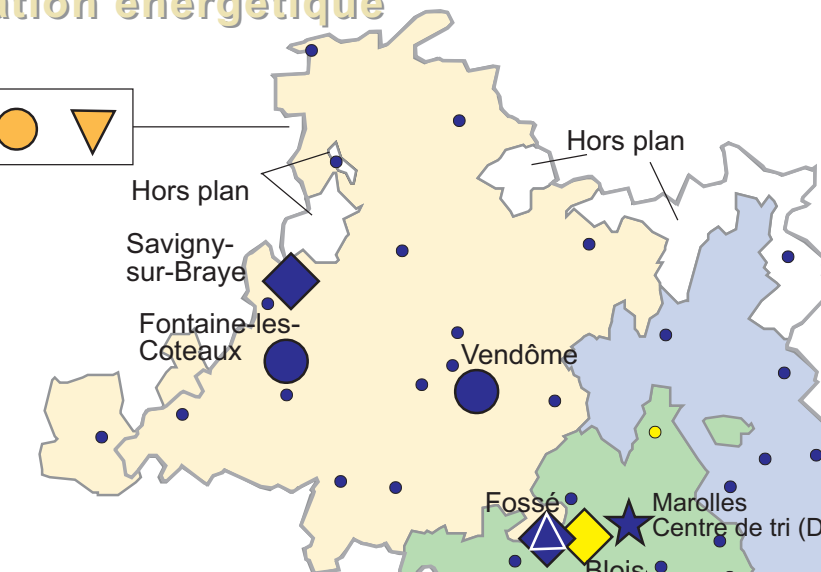 ation énergétique
Hors plan
Hors plan
Savigny-
sur-Braye
Fontaine-les-
Coteaux
Vendôme
Fossé
Marolles
Centre de tri (D
Blois